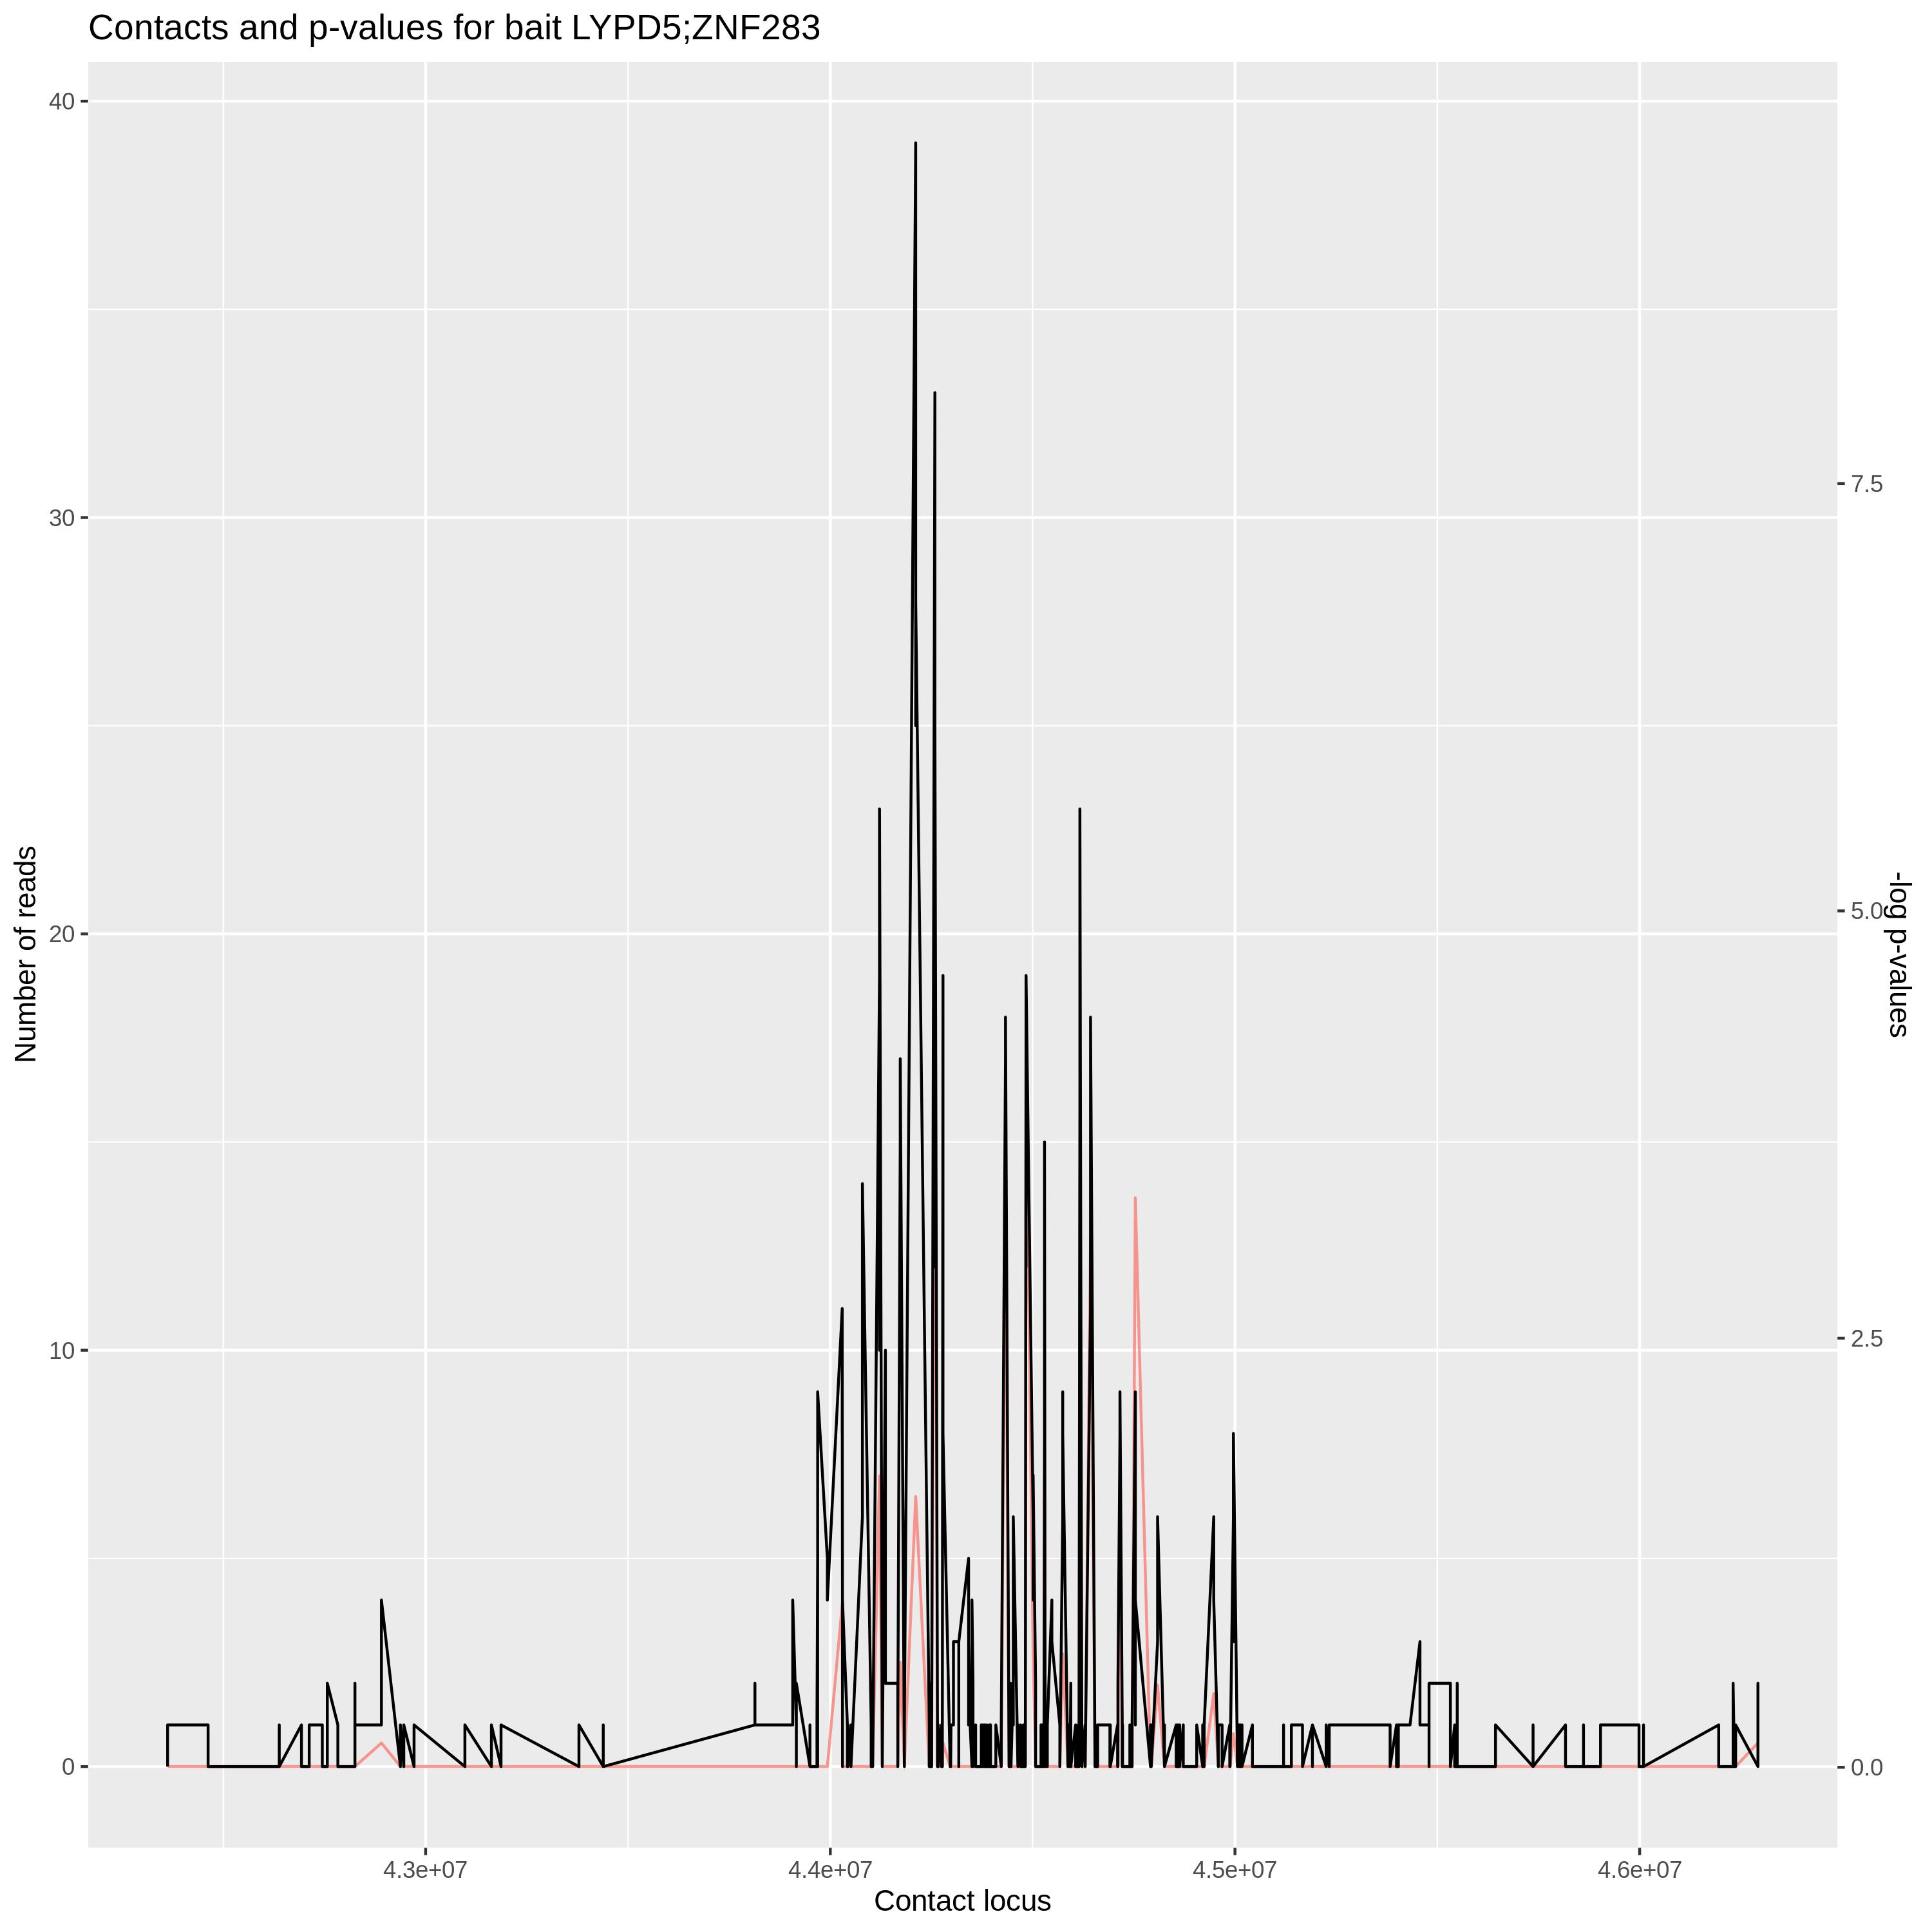 Contacts and p-values for bait LYPD5;ZNF283
40
30
20
10
0
Number of reads
7.5
5.0
2.5
0.0
-log p-values
4.3e+07
4.4e+07
4.5e+07
4.6e+07
Contact locus